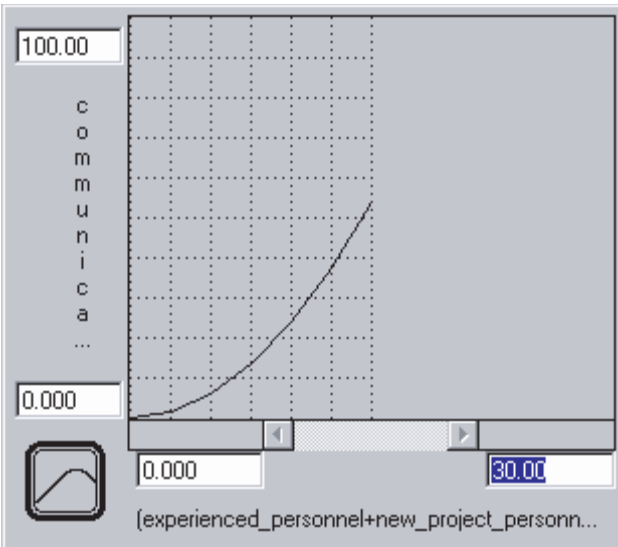 100.00
c
o
m
m
u
n
i
c
a
...
0.000
0.000
30.00
(experienced_personnel+new_project_personn...